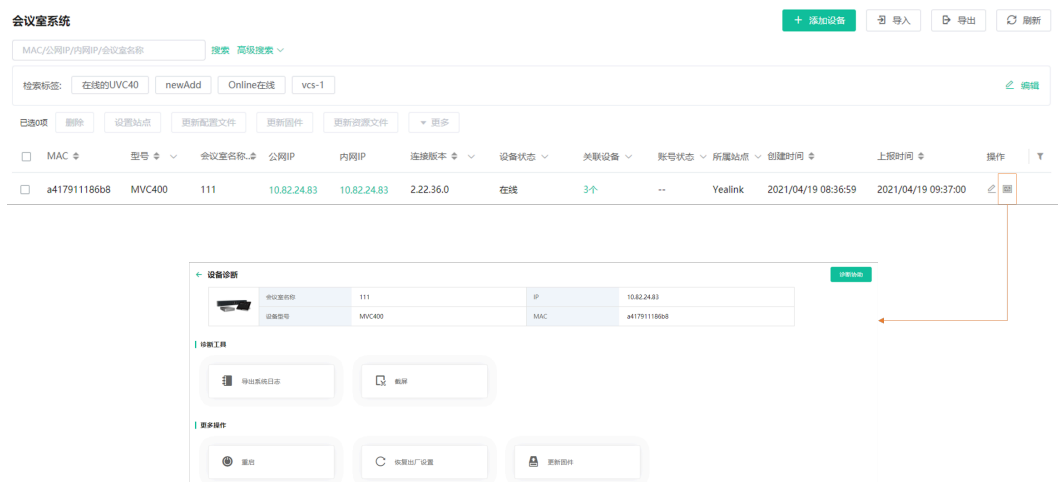 会议室系统
+ 添加设备 导入 导出 刷新
MAC/公网IP/内网IP/会议室名称 搜索 高级搜索
检索标签: 在线的UVC40 newAdd Online在线 vcs-1 编辑
已选0项 删除 设置站点 更新配置文件 更新固件 更新资源文件 更多
MAC 型号 会议室名称... 公网IP 内网IP 连接版本 设备状态 关联设备 账号状态 所属站点 创建时间 上报时间 操作
a417911186b8 MVC400 111 10.82.24.83 10.82.24.83 2.22.36.0 在线 3个 -- Yealink 2021/04/19 08:36:59 2021/04/19 09:37:00
设备诊断 诊断协助
会议室名称 111 IP 10.82.24.83
设备型号 MVC400 MAC a417911186b8
诊断工具
导出系统日志 截屏
更多操作
重启 恢复出厂设置 更新固件